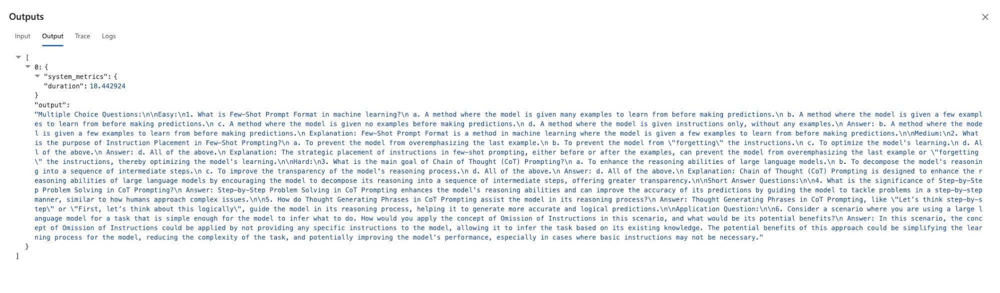 Outputs
Input
Output
Trace
Logs
[
0: {
"system_metrics": {
"duration": 18.442924
}
"output":
"Multiple Choice Questions:\n\nEasy:\n1. What is Few-Shot Prompt Format in machine learning?\n a. A method where the model is given many examples to learn from before making predictions.\n b. A method where the model is given a few exampl
es to learn from before making predictions.\n c. A method where the model is given no examples before making predictions.\n d. A method where the model is given instructions only, without any examples.\n Answer: b. A method where the mode
l is given a few examples to learn from before making predictions.\n Explanation: Few-Shot Prompt Format is a method in machine learning where the model is given a few examples to learn from before making predictions.\n\nMedium:\n2. What
is the purpose of Instruction Placement in Few-Shot Prompting?\n a. To prevent the model from overemphasizing the last example.\n b. To prevent the model from \"forgetting\" the instructions.\n c. To optimize the model's learning.\n d. Al
l of the above.\n Answer: d. All of the above.\n Explanation: The strategic placement of instructions in few-shot prompting, either before or after the examples, can prevent the model from overemphasizing the last example or \"forgetting
\" the instructions, thereby optimizing the model's learning.\n\nHard:\n3. What is the main goal of Chain of Thought (CoT) Prompting?\n a. To enhance the reasoning abilities of large language models.\n b. To decompose the model's reasonin
g into a sequence of intermediate steps.\n c. To improve the transparency of the model's reasoning process.\n d. All of the above.\n Answer: d. All of the above.\n Explanation: Chain of Thought (CoT) Prompting is designed to enhance the r
easoning abilities of large language models by encouraging the model to decompose its reasoning into a sequence of intermediate steps, offering greater transparency.\n\nShort Answer Questions:\n\n4. What is the significance of Step-by-Ste
p Problem Solving in CoT Prompting?\n Answer: Step-by-Step Problem Solving in CoT Prompting enhances the model's reasoning abilities and can improve the accuracy of its predictions by guiding the model to tackle problems in a step-by-step
manner, similar to how humans approach complex issues.\n\n5. How do Thought Generating Phrases in CoT Prompting assist the model in its reasoning process?\n Answer: Thought Generating Phrases in CoT Prompting, like \"Let’s think step-by-s
tep\" or \"First, let’s think about this logically\", guide the model in its reasoning process, helping it to generate more accurate and logical predictions.\n\nApplication Question:\n\n6. Consider a scenario where you are using a large l
anguage model for a task that is simple enough for the model to infer what to do. How would you apply the concept of Omission of Instructions in this scenario, and what would be its potential benefits?\n Answer: In this scenario, the conc
ept of Omission of Instructions could be applied by not providing any specific instructions to the model, allowing it to infer the task based on its existing knowledge. The potential benefits of this approach could be simplifying the lear
ning process for the model, reducing the complexity of the task, and potentially improving the model's performance, especially in cases where basic instructions may not be necessary."
}
]